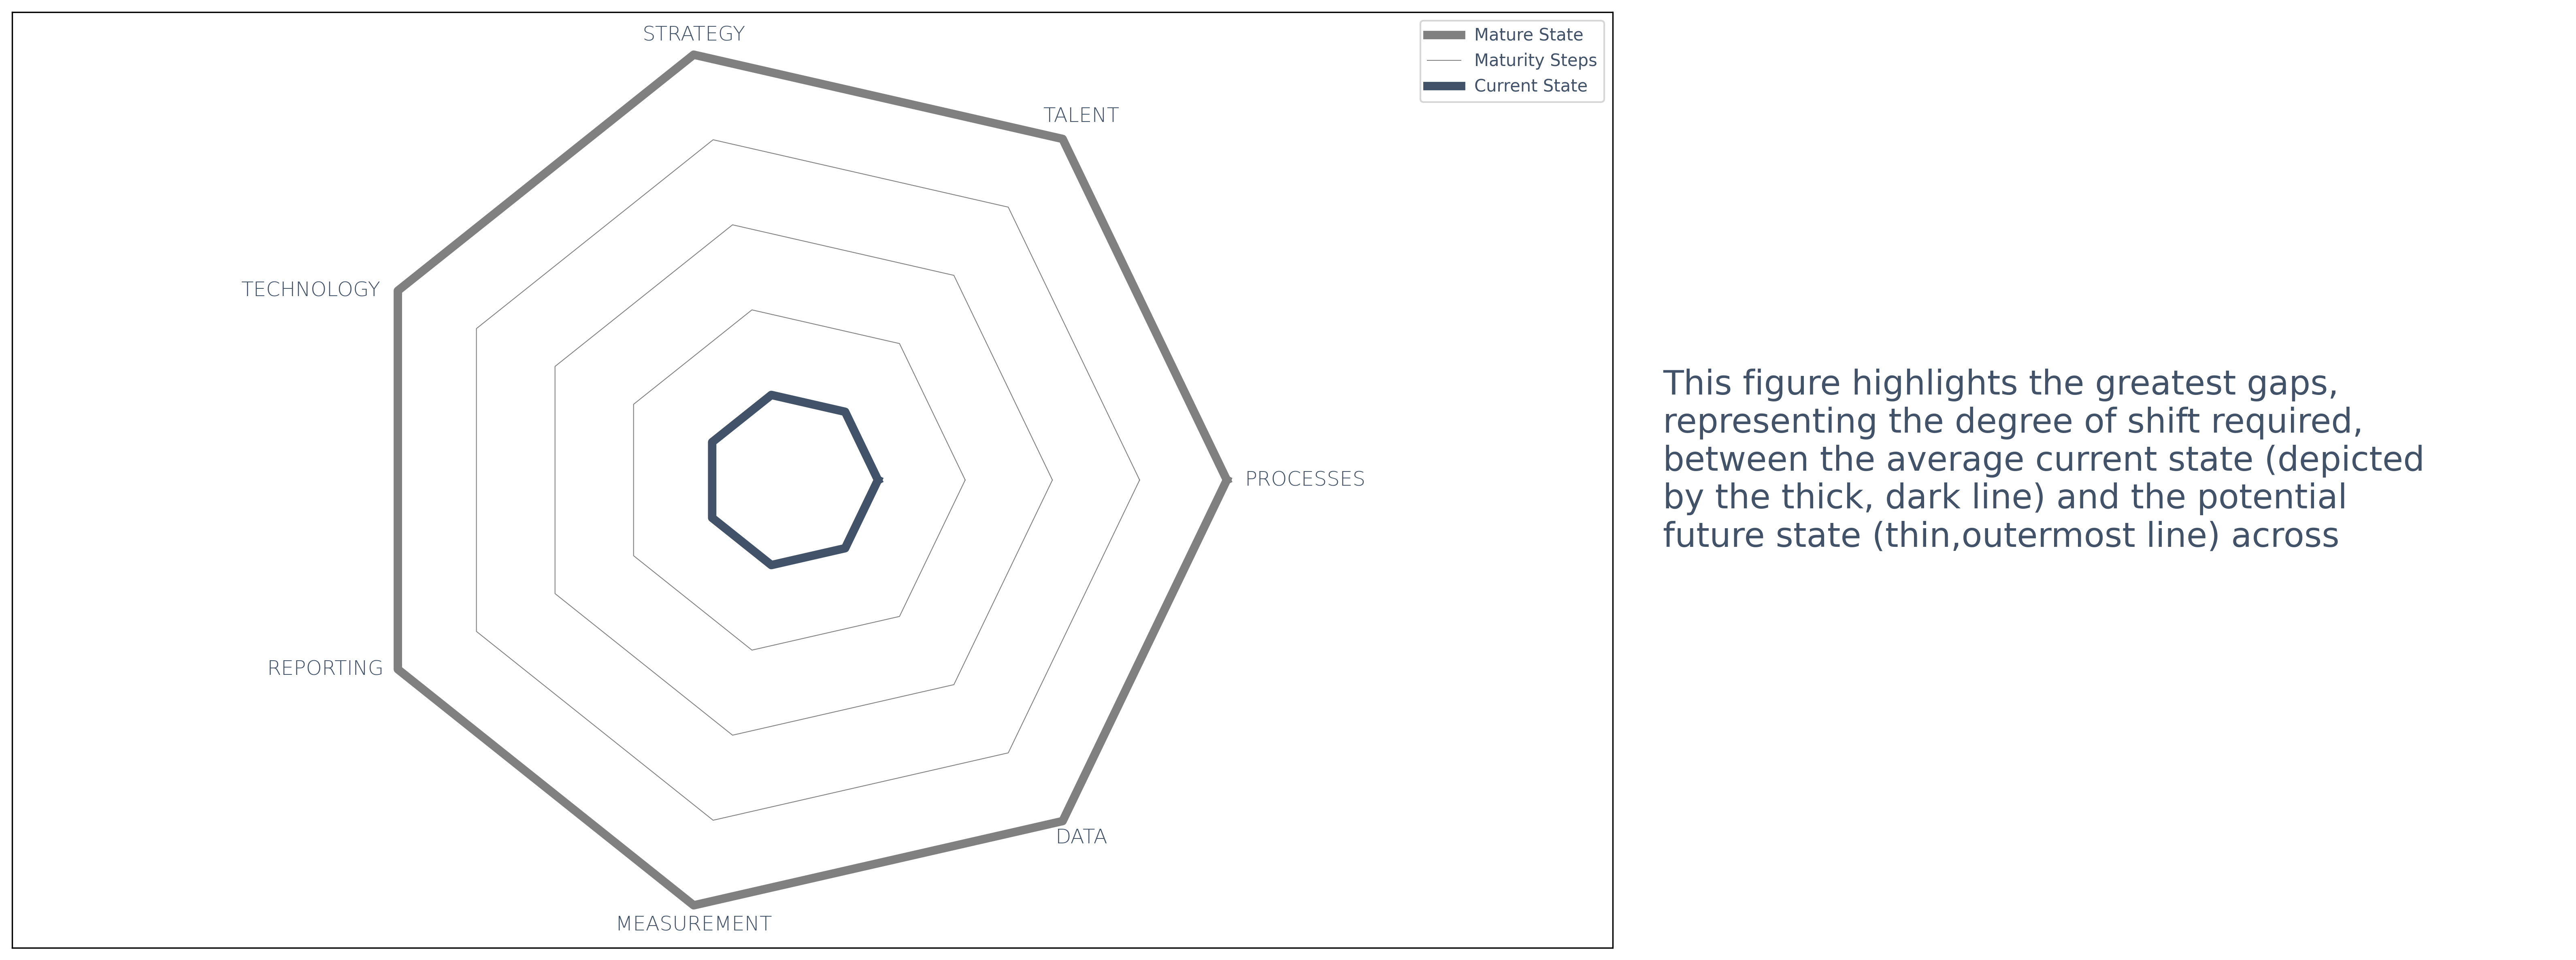 STRATEGY
Mature State
Maturity Steps
Current State
TALENT
TECHNOLOGY
PROCESSES
REPORTING
DATA
MEASUREMENT
This figure highlights the greatest gaps,
representing the degree of shift required,
between the average current state (depicted
by the thick, dark line) and the potential
future state (thin,outermost line) across